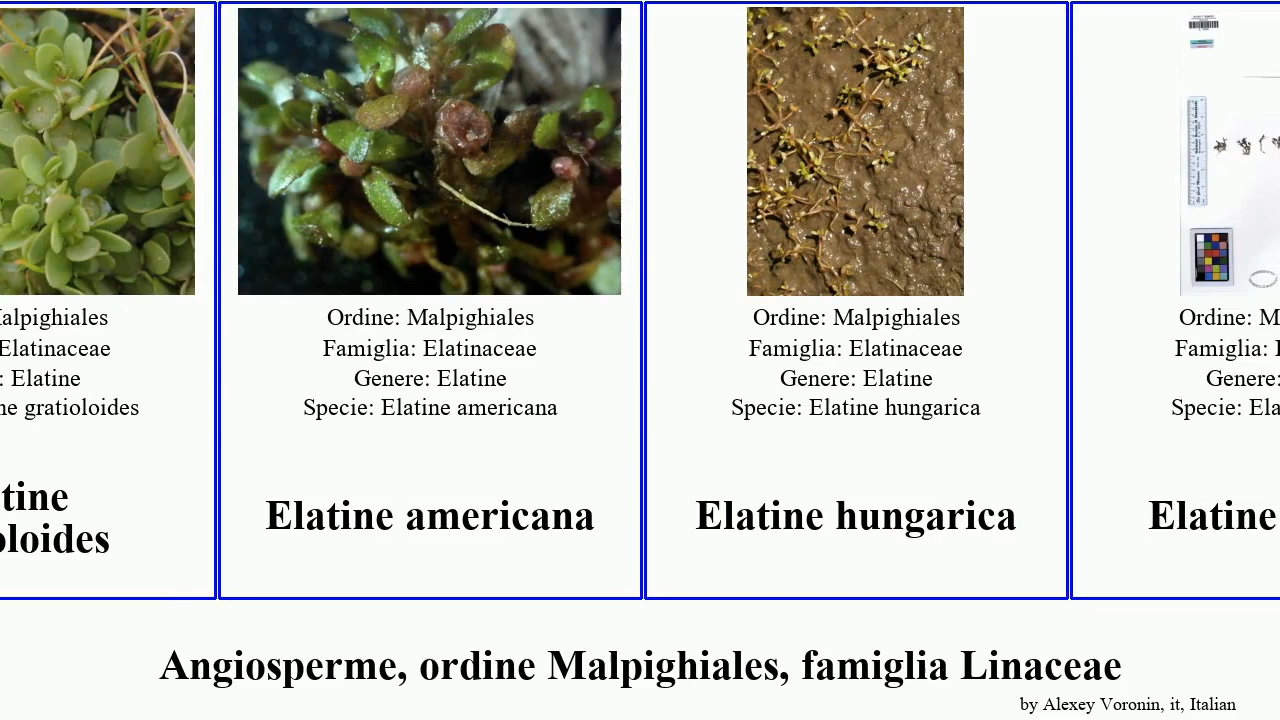 alpighiales
Elatinaceae
: Elatine
ne gratioloides
tine
oloides
Ordine: Malpighiales
Famiglia: Elatinaceae
Genere: Elatine
Specie: Elatine americana
Elatine americana
Ordine: Malpighiales
Famiglia: Elatinaceae
Genere: Elatine
Specie: Elatine hungarica
Elatine hungarica
Ordine: M
Famiglia:
Genere:
Specie: Ela
Elatine
Angiosperme, ordine Malpighiales, famiglia Linaceae
by Alexey Voronin, it, Italian